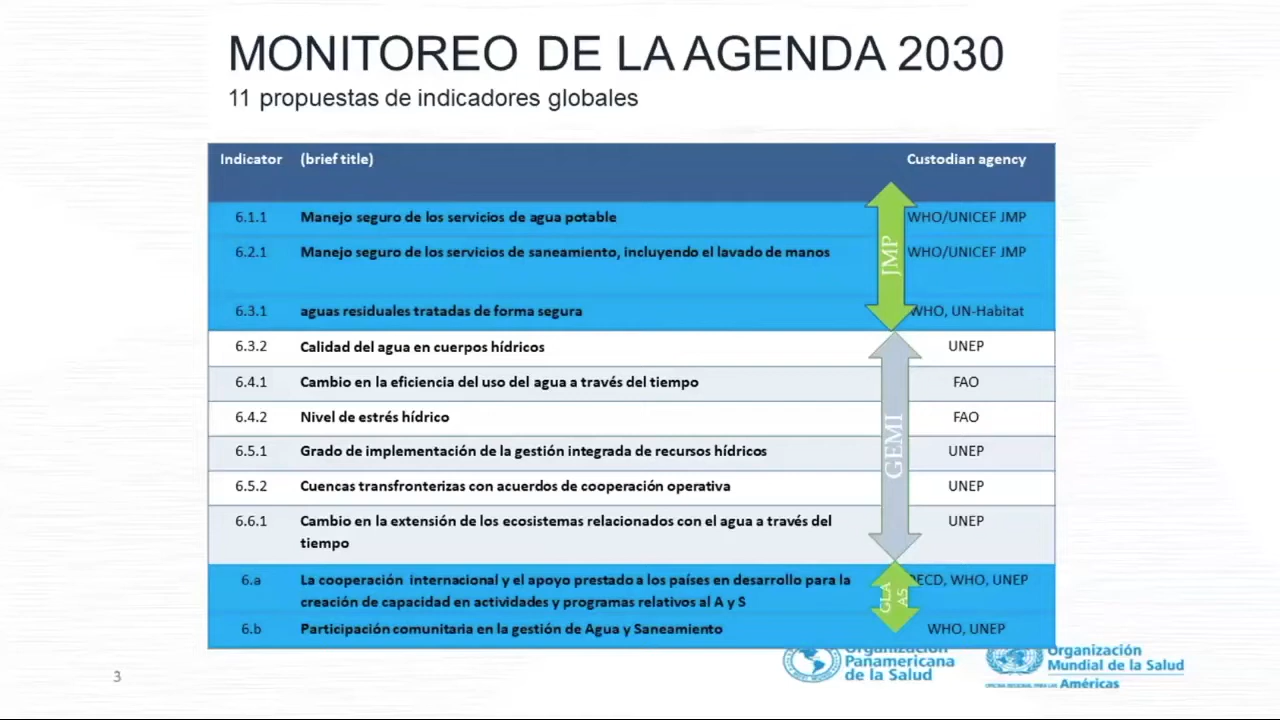 MONITOREO DE LA AGENDA 2030
11 propuestas de indicadores globales
Indicator (brief title) Custodian agency
6.1.1 Manejo seguro de los servicios de agua potable WHO/UNICEF JMP
6.2.1 Manejo seguro de los servicios de saneamiento, incluyendo el lavado de manos WHO/UNICEF JMP
JMP
6.3.1 aguas residuales tratadas de forma segura WHO, UN-Habitat
6.3.2 Calidad del agua en cuerpos hídricos UNEP
6.4.1 Cambio en la eficiencia del uso del agua a través del tiempo FAO
6.4.2 Nivel de estrés hídrico FAO
GEMI
6.5.1 Grado de implementación de la gestión integrada de recursos hídricos UNEP
6.5.2 Cuencas transfronterizas con acuerdos de cooperación operativa UNEP
6.6.1 Cambio en la extensión de los ecosistemas relacionados con el agua a través del UNEP
tiempo
6.a La cooperación internacional y el apoyo prestado a los países en desarrollo para la OECD, WHO, UNEP
creación de capacidad en actividades y programas relativos al A y S
GLA
AS
6.b Participación comunitaria en la gestión de Agua y Saneamiento WHO, UNEP
Organización
Panamericana
de la Salud
Organización
Mundial de la Salud
OFICINA REGIONAL PARA LAS Américas
3